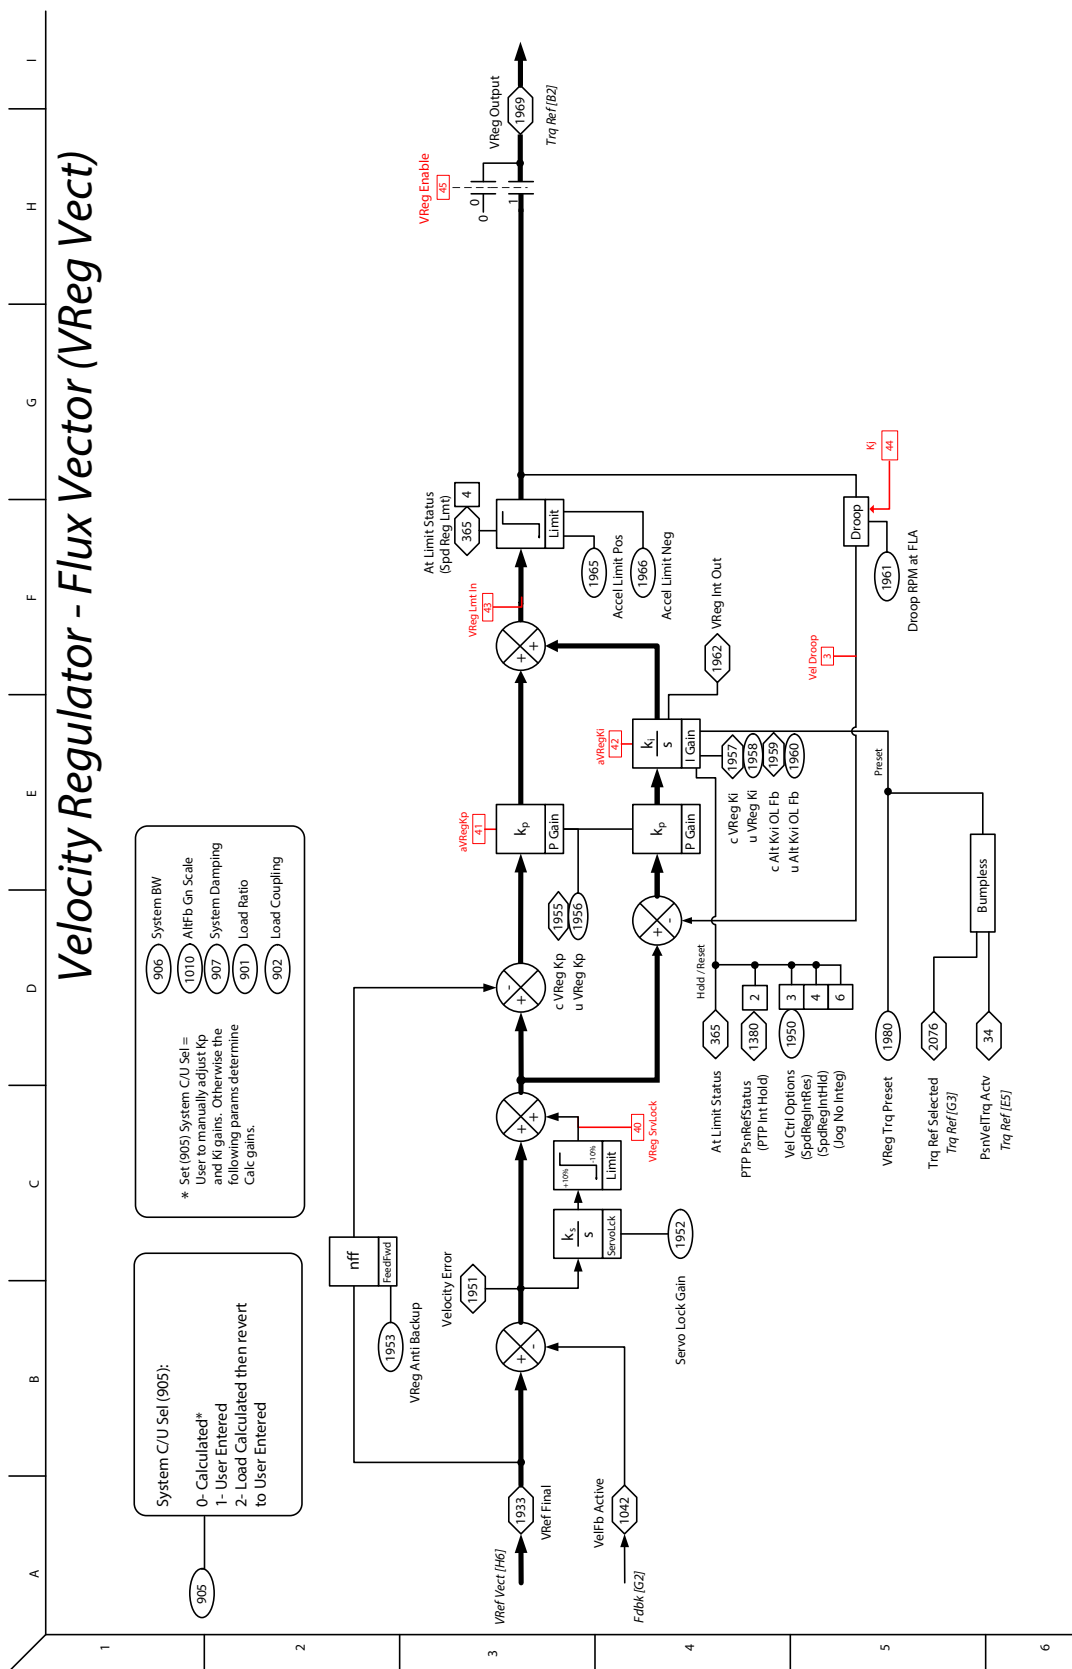 Velocity Regulator - Flux Vector (VReg Vect)
A
B
C
D
E
F
G
H
I
1
2
3
4
5
6
905
System C/U Sel (905):
0- Calculated*
1- User Entered
2- Load Calculated then revert
to User Entered
* Set (905) System C/U Sel =
User to manually adjust Kp
and Ki gains. Otherwise the
following params determine
Calc gains.
906 System BW
1010 AltFb Gn Scale
907 System Damping
901 Load Ratio
902 Load Coupling
VRef Vect [H6]
1933
VRef Final
nff
FeedFwd
1953
VReg Anti Backup
Velocity Error
1951
+ -
VelFb Active
1042
Fdbk [G2]
ks
s
ServoLck
1952
Servo Lock Gain
+10%
-10%
Limit
40
VReg SrvLock
+ +
+ -
1955
1956
c VReg Kp
u VReg Kp
aVRegKp
41
kp
P Gain
+ -
kp
P Gain
aVRegKi
42
ki
s
I Gain
1957
1958
1959
1960
c VReg Ki
u VReg Ki
c Alt Kvi OL Fb
u Alt Kvi OL Fb
1962
VReg Int Out
+ +
VReg Lmt In
43
At Limit Status
(Spd Reg Lmt)
365
4
Limit
1965
Accel Limit Pos
1966
Accel Limit Neg
VReg Enable
45
0
0
1
VReg Output
1969
Trq Ref [B2]
Kj
44
Droop
1961
Droop RPM at FLA
Vel Droop
3
Hold /Reset
365
At Limit Status
1380
2
PTP PsnRefStatus
(PTP Int Hold)
1950
3
4
6
Vel Ctrl Options
(SpdRegIntRes)
(SpdRegIntHld)
(Jog No Integ)
Preset
1980
VReg Trq Preset
2076
Trq Ref Selected
Trq Ref [G3]
34
PsnVelTrq Actv
Trq Ref [E5]
Bumpless